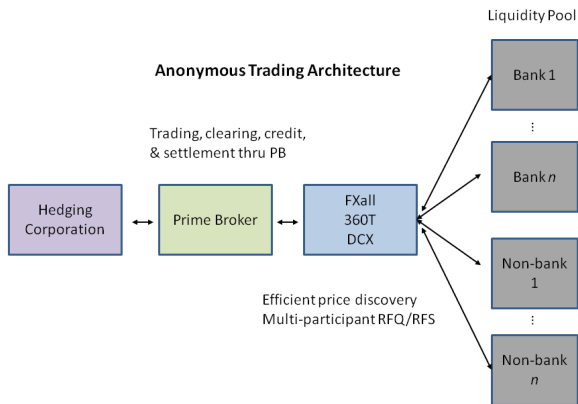 Liquidity Pool
Anonymous Trading Architecture
Bank 1
Trading, clearing, credit,
& settlement thru PB
...
Bank n
Hedging
Corporation
Prime Broker
FXall
360T
DCX
Non-bank
1
Efficient price discovery
Multi-participant RFQ/RFS
...
Non-bank
n